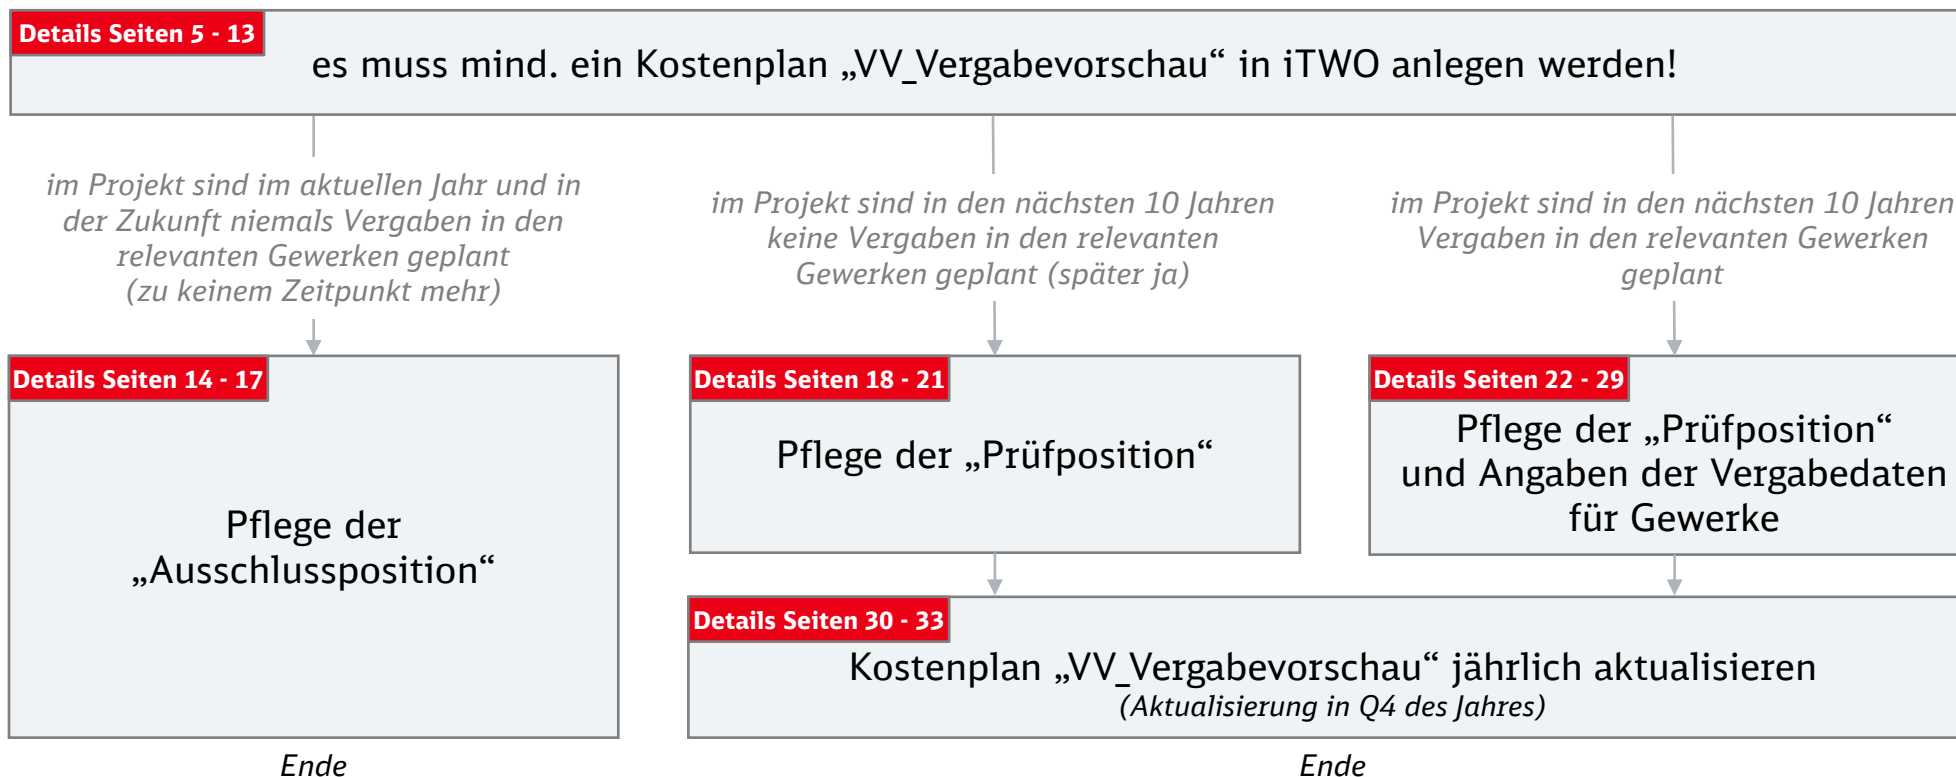 Details Seiten 5 - 13
es muss mind. ein Kostenplan „VV_Vergabevorschau“ in iTWO anlegen werden!
im Projekt sind im aktuellen Jahr und in
der Zukunft niemals Vergaben in den
relevanten Gewerken geplant
(zu keinem Zeitpunkt mehr)
im Projekt sind in den nächsten 10 Jahren
keine Vergaben in den relevanten
Gewerken geplant (später ja)
im Projekt sind in den nächsten 10 Jahren
Vergaben in den relevanten Gewerken
geplant
Details Seiten 14 - 17
Pflege der
„Ausschlussposition“
Details Seiten 18 - 21
Pflege der „Prüfposition“
Details Seiten 22 - 29
Pflege der „Prüfposition“
und Angaben der Vergabedaten
für Gewerke
Details Seiten 30 - 33
Kostenplan „VV_Vergabevorschau“ jährlich aktualisieren
(Aktualisierung in Q4 des Jahres)
Ende
Ende